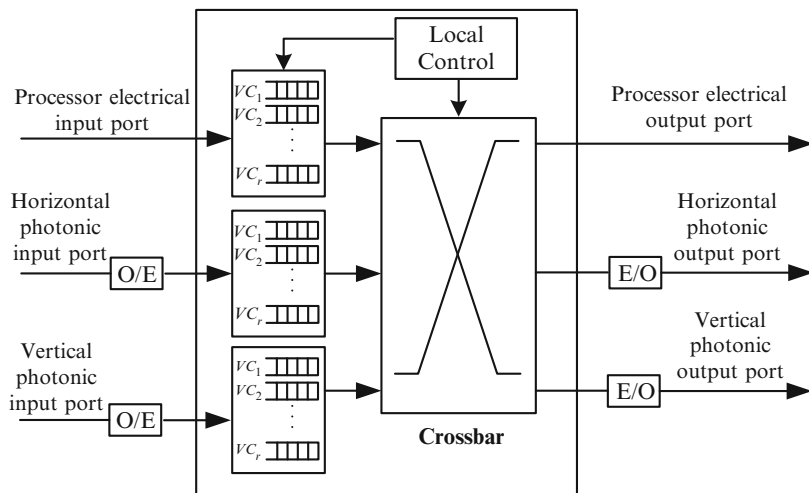 Local
Control
Processor electrical
input port
VC₁
VC₂
VCᵣ
Processor electrical
output port
Horizontal
photonic
input port
O/E
VC₁
VC₂
VCᵣ
Horizontal
photonic
output port
E/O
Vertical
photonic
input port
O/E
VC₁
VC₂
VCᵣ
Vertical
photonic
output port
E/O
Crossbar